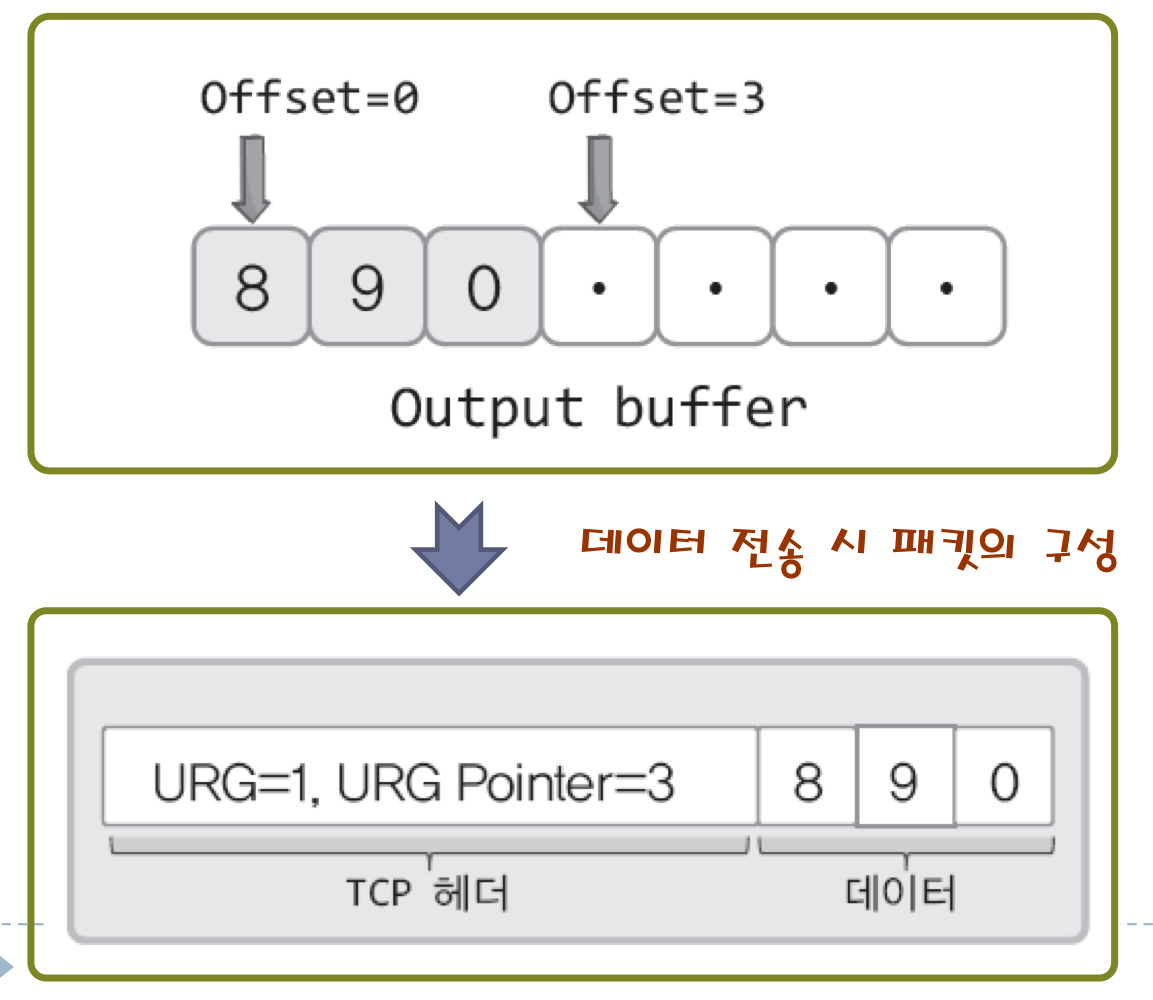 Offset=0 Offset=3
8 9 0 • • • •
Output buffer
데이터 전송 시 패킷의 구성
URG=1, URG Pointer=3 8 9 0
TCP 헤더 데이터